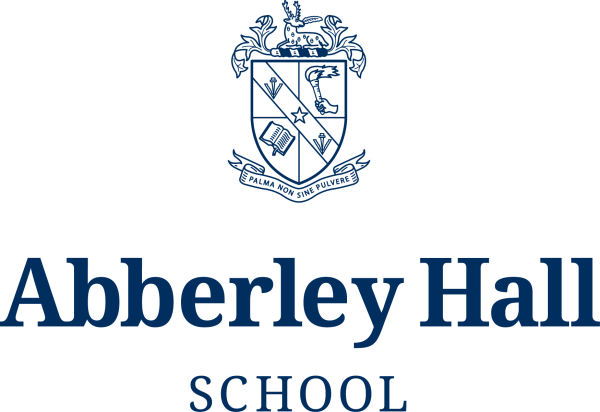 PALMA NON SINE PULVERE
Abberley Hall
SCHOOL